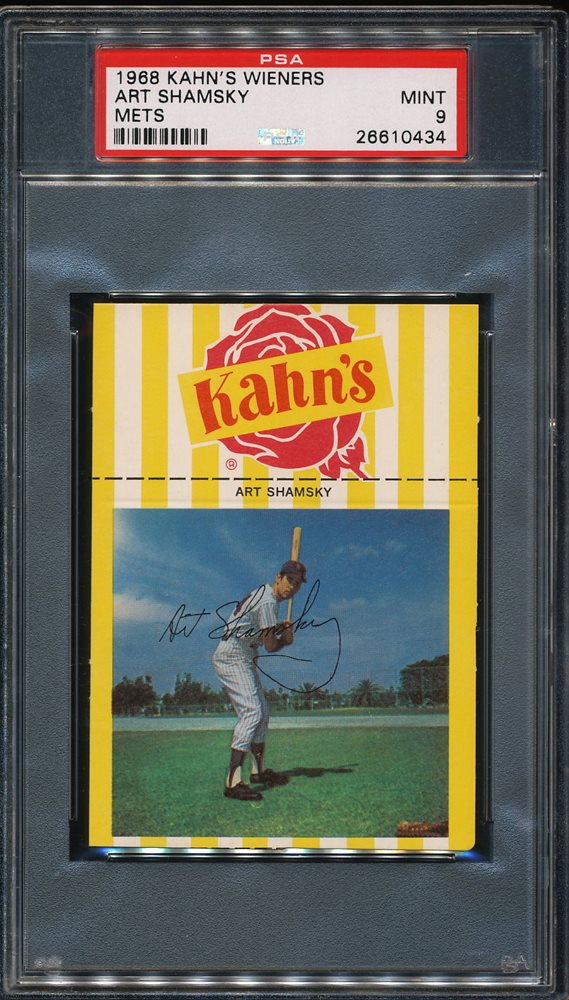 PSA
1968 KAHN'S WIENERS
ART SHAMSKY MINT
METS 9
26610434
Kahn's
®
ART SHAMSKY
Art Shamsky